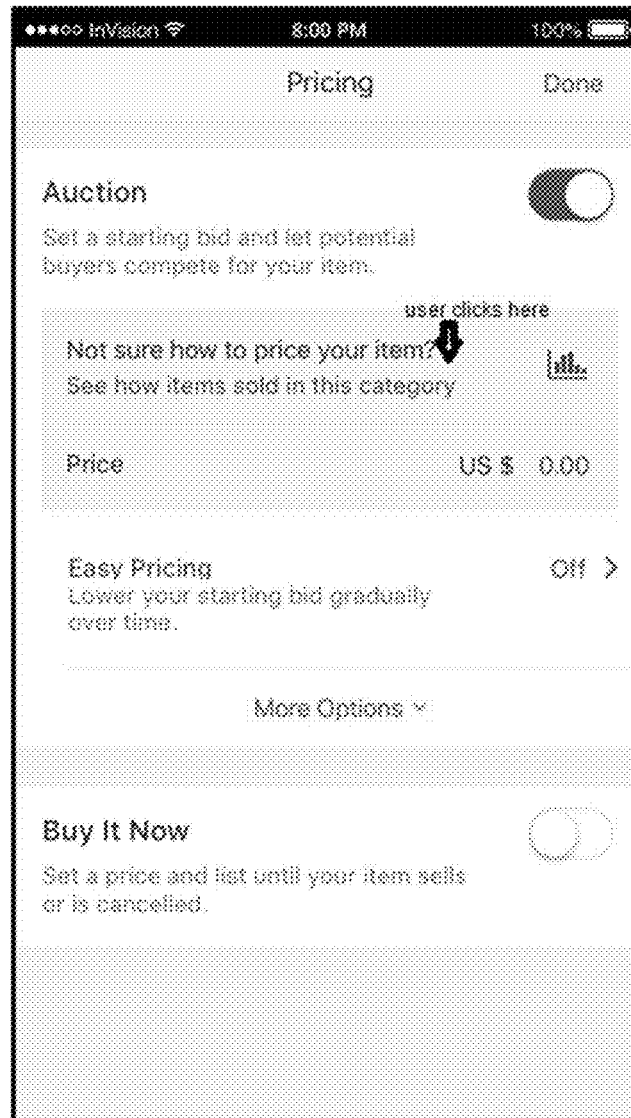 InVision 8:00 PM 100%
Pricing Done
Auction
Set a starting bid and let potential
buyers compete for your item.
user clicks here
Not sure how to price your item?
See how items sold in this category
Price US $ 0.00
Easy Pricing Off >
Lower your starting bid gradually
over time.
More Options
Buy It Now
Set a price and list until your item sells
or is cancelled.